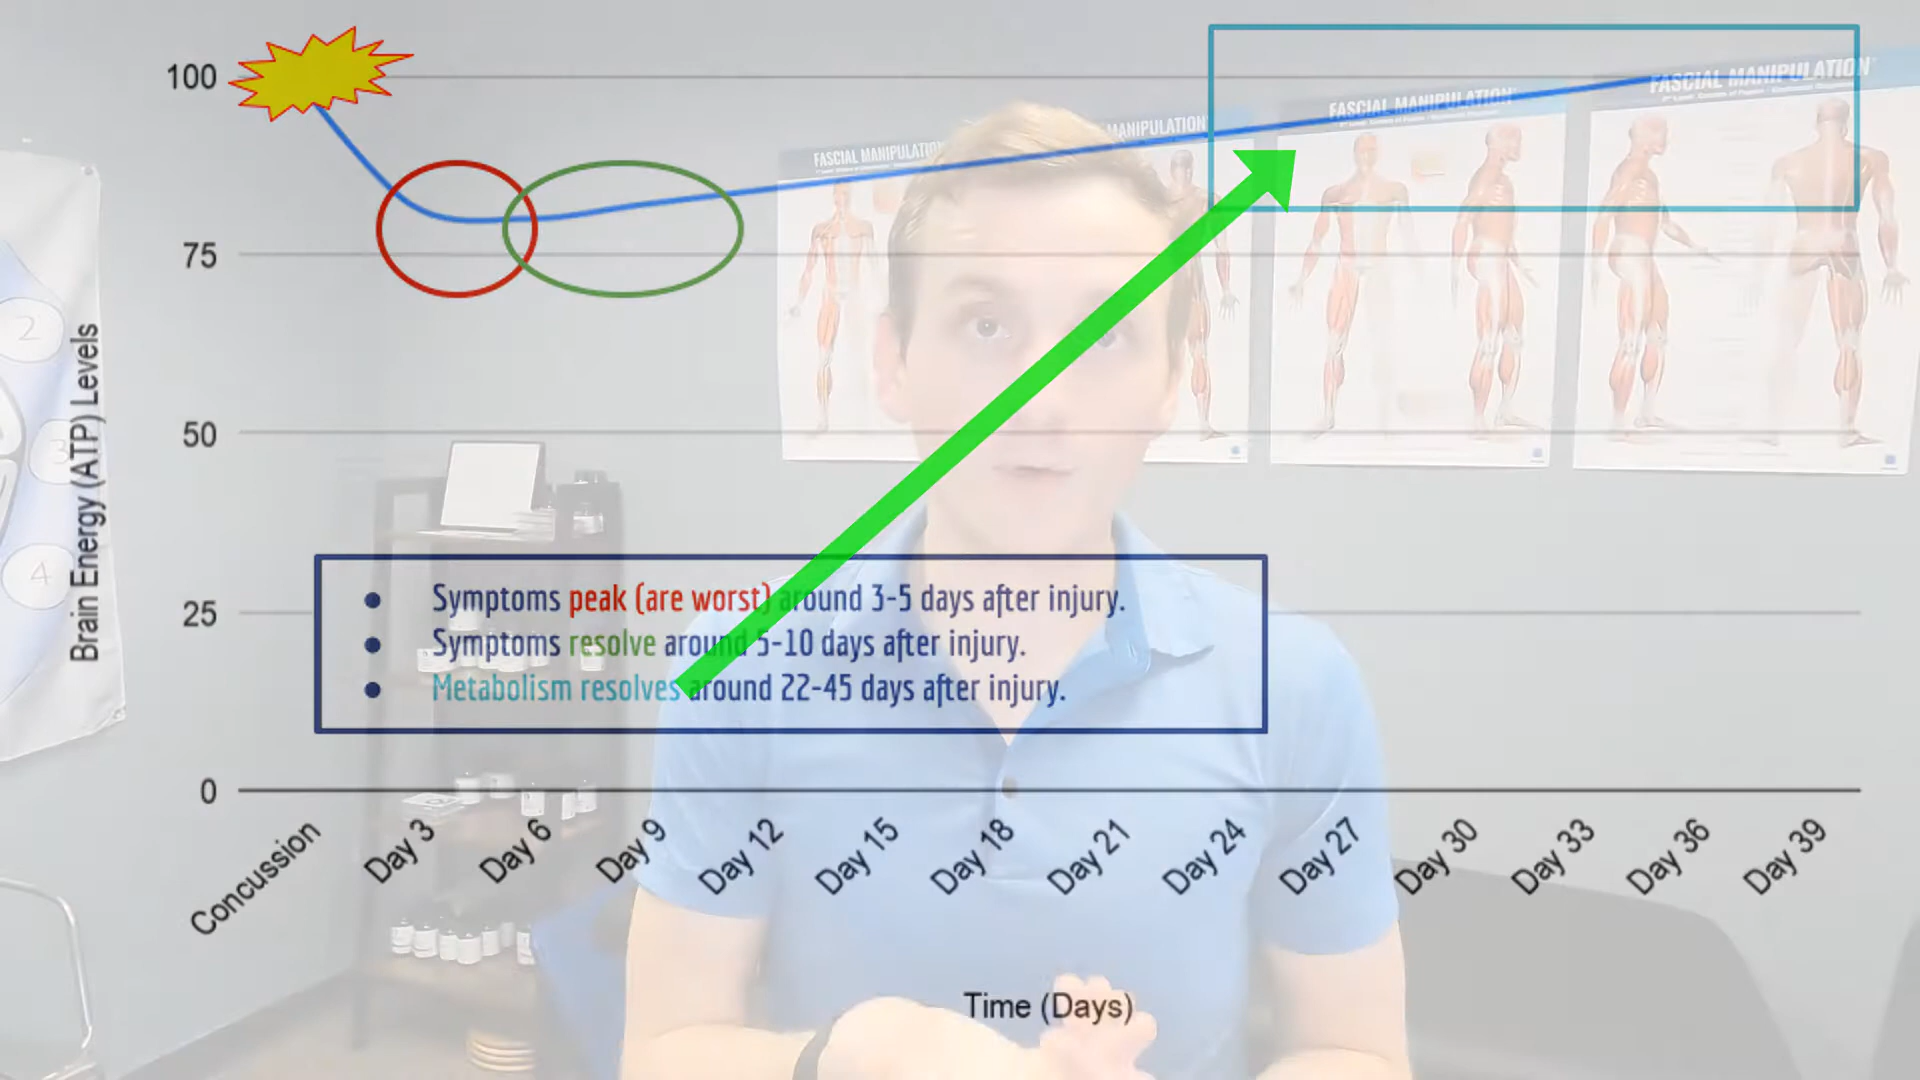 100
75
50
25
0
Brain Energy (ATP) Levels
FASCIAL MANIPULATION
MANIPULATION
FASCIAL MANIPULATION
FASCIAL MANIPULATION
2
3
4
Symptoms peak (are worst) around 3-5 days after injury.
Symptoms resolve around 5-10 days after injury.
Metabolism resolves around 22-45 days after injury.
Concussion
Day 3
Day 6
Day 9
Day 12
Day 15
Day 18
Day 21
Day 24
Day 27
Day 30
Day 33
Day 36
Day 39
Time (Days)